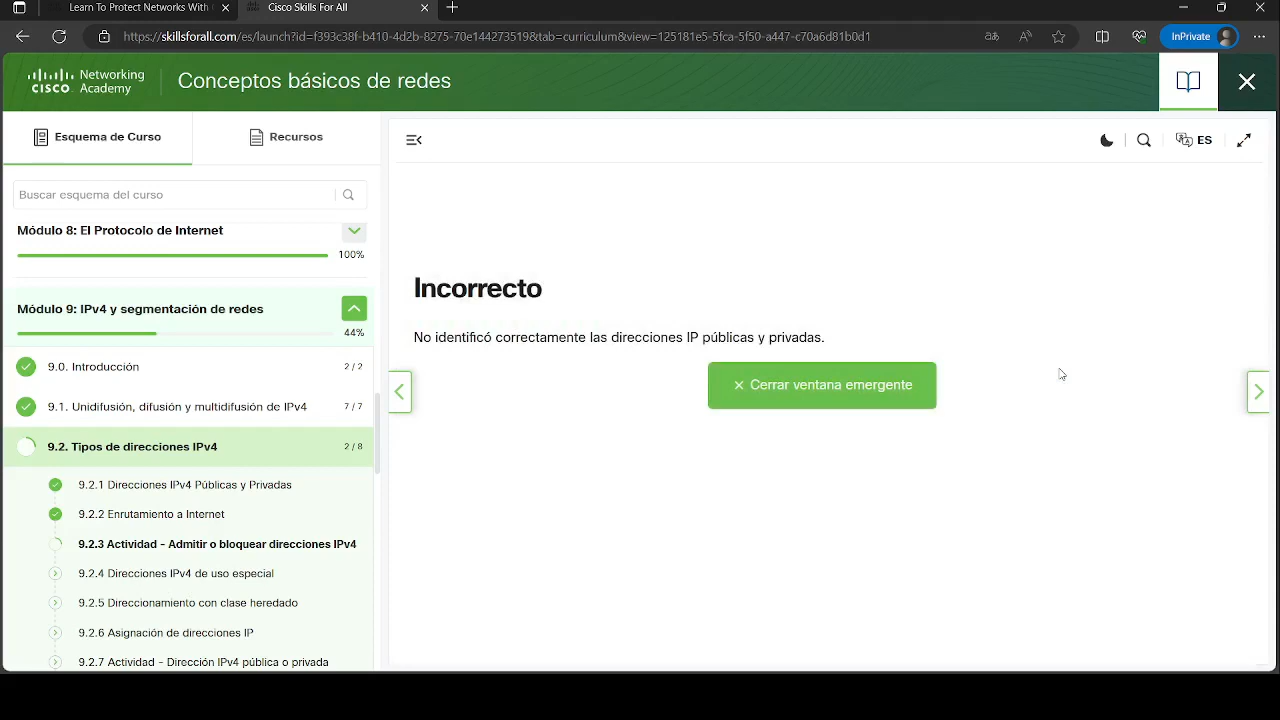 Learn To Protect Networks With
Cisco Skills For All
https://skillsforall.com/es/launch?id=f393c38f-b410-4d2b-8275-70e144273519&tab=curriculum&view=125181e5-5fca-5f50-a447-c70a6d81b0d1
InPrivate
Networking
CISCO Academy
Conceptos básicos de redes
Esquema de Curso
Recursos
ES
Buscar esquema del curso
Módulo 8: El Protocolo de Internet
100%
Módulo 9: IPv4 y segmentación de redes
44%
9.0. Introducción 2 / 2
9.1. Unidifusión, difusión y multidifusión de IPv4 7 / 7
9.2. Tipos de direcciones IPv4 2 / 8
9.2.1 Direcciones IPv4 Públicas y Privadas
9.2.2 Enrutamiento a Internet
9.2.3 Actividad - Admitir o bloquear direcciones IPv4
9.2.4 Direcciones IPv4 de uso especial
9.2.5 Direccionamiento con clase heredado
9.2.6 Asignación de direcciones IP
9.2.7 Actividad - Dirección IPv4 pública o privada
Incorrecto
No identificó correctamente las direcciones IP públicas y privadas.
Cerrar ventana emergente